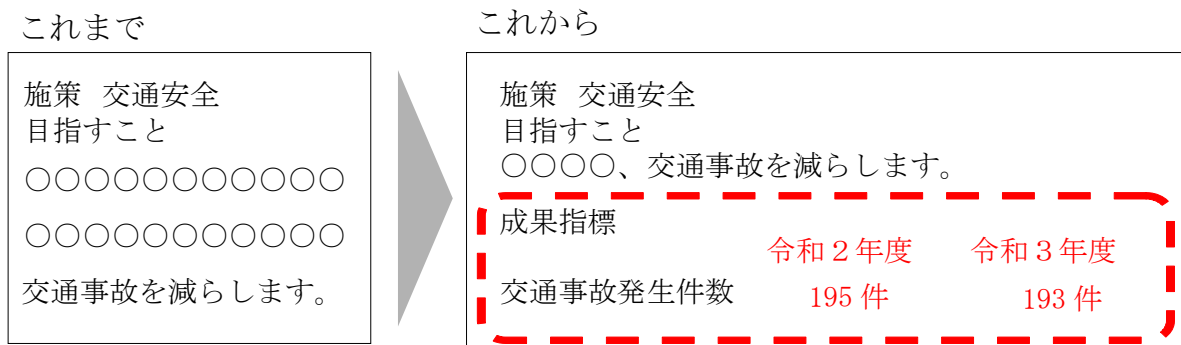 これまで
施策 交通安全
目指すこと
○○○○○○○○○○○
○○○○○○○○○○○
交通事故を減らします。
これから
施策 交通安全
目指すこと
○○○○、交通事故を減らします。
成果指標
令和２年度 令和３年度
交通事故発生件数 195 件 193 件